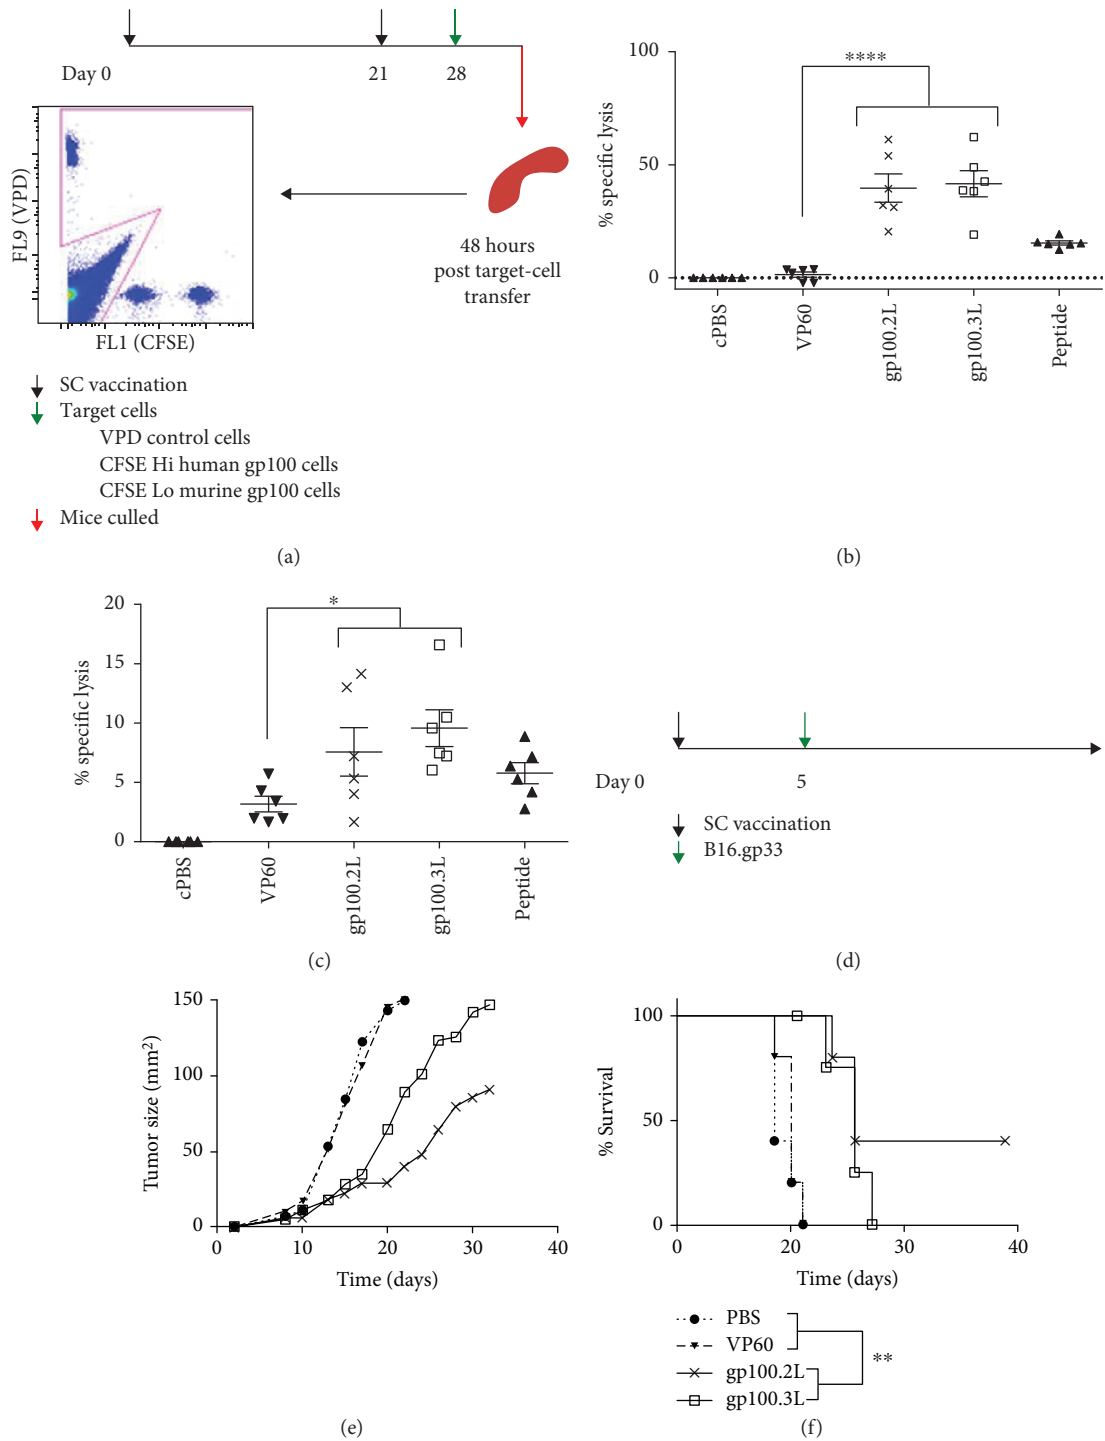 Day 0
21
28
FL9 (VPD)
FL1 (CFSE)
48 hours
post target-cell
transfer
SC vaccination
Target cells
VPD control cells
CFSE Hi human gp100 cells
CFSE Lo murine gp100 cells
Mice culled
(a)
% specific lysis
100
50
0
****
cPBS
VP60
gp100.2L
gp100.3L
Peptide
(b)
% specific lysis
20
15
10
5
0
*
cPBS
VP60
gp100.2L
gp100.3L
Peptide
(c)
Day 0
5
SC vaccination
B16.gp33
(d)
Tumor size (mm²)
150
100
50
0
0
10
20
30
40
Time (days)
(e)
% Survival
100
50
0
0
20
30
40
Time (days)
PBS
VP60
gp100.2L
gp100.3L
**
(f)